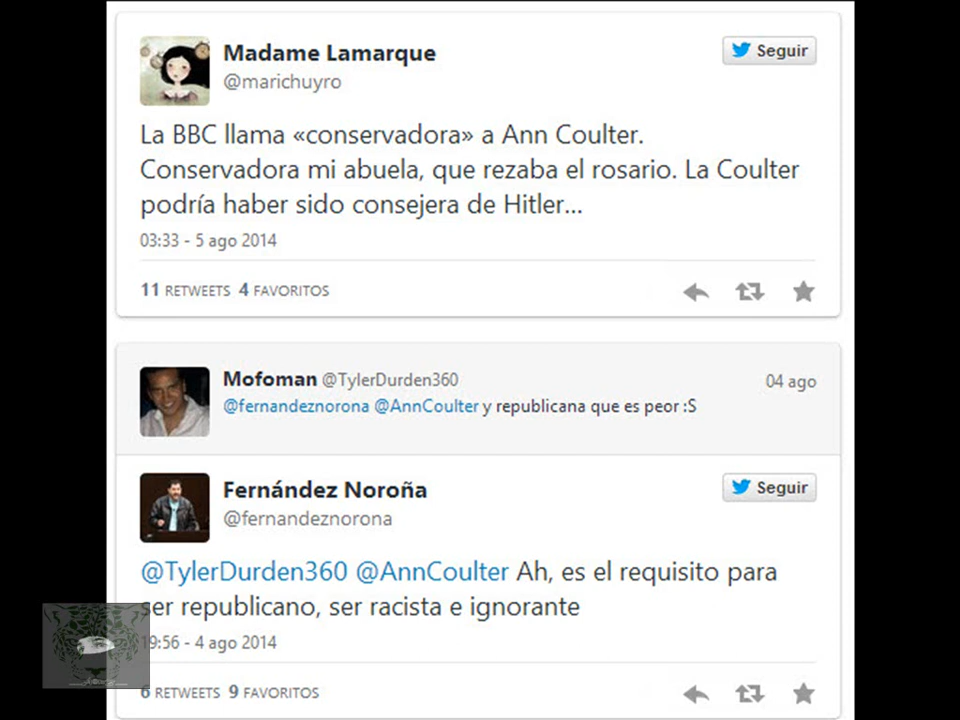 Madame Lamarque
Seguir
@marichuyro
La BBC llama «conservadora» a Ann Coulter.
Conservadora mi abuela, que rezaba el rosario. La Coulter
podría haber sido consejera de Hitler...
03:33 - 5 ago 2014
11 RETWEETS 4 FAVORITOS
Mofoman @TylerDurden360
04 ago
@fernandeznorona @AnnCoulter y republicana que es peor :S
Fernández Noroña
Seguir
@fernandeznorona
@TylerDurden360 @AnnCoulter Ah, es el requisito para
ser republicano, ser racista e ignorante
19:56 - 4 ago 2014
6 RETWEETS 9 FAVORITOS